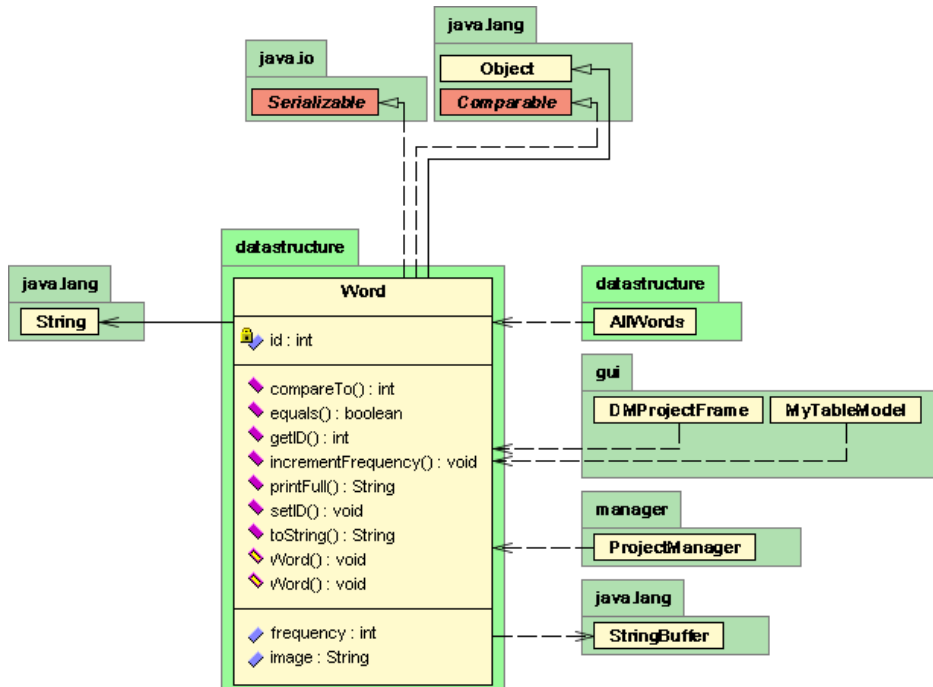 java.lang
Object
Comparable
java.io
Serializable
datastructure
Word
id : int
compareTo() : int
equals() : boolean
getID() : int
incrementFrequency() : void
printFull() : String
setID() : void
toString() : String
Word() : void
Word() : void
frequency : int
image : String
java.lang
String
datastructure
AllWords
gui
DMProjectFrame MyTableModel
manager
ProjectManager
java.lang
StringBuffer